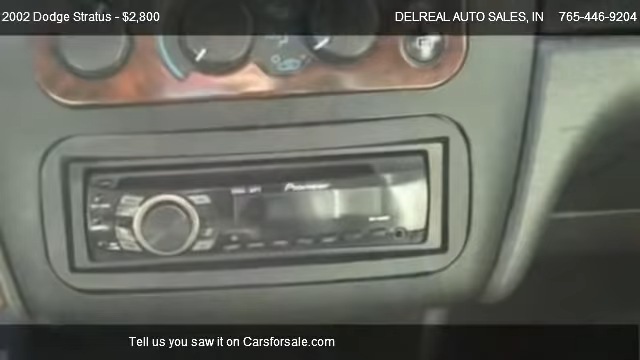 2002 Dodge Stratus - $2,800
DELREAL AUTO SALES, IN 765-446-9204
Pioneer
Tell us you saw it on Carsforsale.com